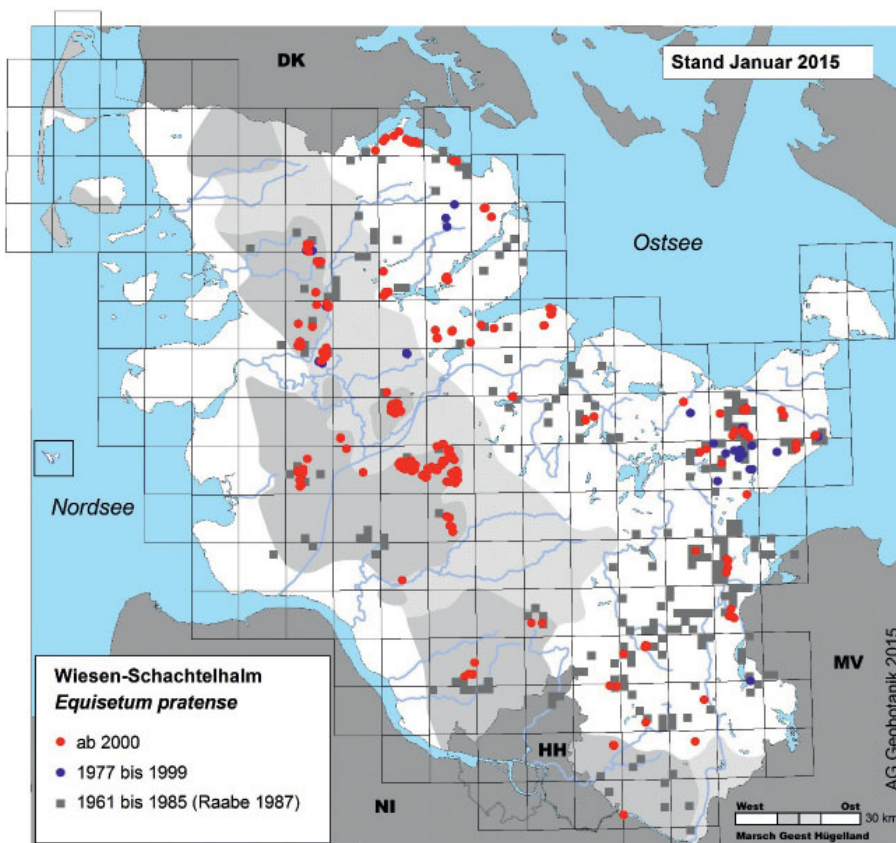 DK
Stand Januar 2015
Ostsee
Nordsee
Wiesen-Schachtelhalm
Equisetum pratense
ab 2000
1977 bis 1999
1961 bis 1985 (Raabe 1987)
NI
HH
MV
AG Geobotanik 2015
West Ost
30 km
Marsch Geest Hügelland